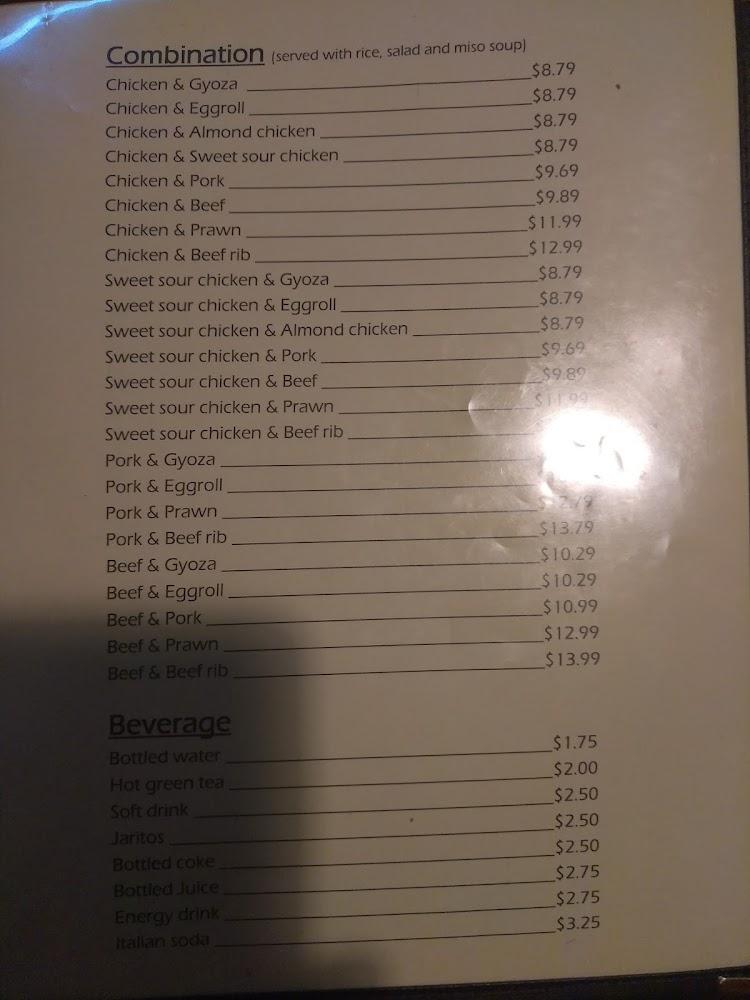 Combination (served with rice, salad and miso soup)
Chicken & Gyoza $8.79
Chicken & Eggroll $8.79
Chicken & Almond chicken $8.79
Chicken & Sweet sour chicken $8.79
Chicken & Pork $9.69
Chicken & Beef $9.89
Chicken & Prawn $11.99
Chicken & Beef rib $12.99
Sweet sour chicken & Gyoza $8.79
Sweet sour chicken & Eggroll $8.79
Sweet sour chicken & Almond chicken $8.79
Sweet sour chicken & Pork $9.69
Sweet sour chicken & Beef $9.89
Sweet sour chicken & Prawn $11.99
Sweet sour chicken & Beef rib
Pork & Gyoza
Pork & Eggroll
Pork & Prawn
Pork & Beef rib $13.79
Beef & Gyoza $10.29
Beef & Eggroll $10.29
Beef & Pork $10.99
Beef & Prawn $12.99
Beef & Beef rib $13.99
Beverage
Bottled water $1.75
Hot green tea $2.00
Soft drink $2.50
Jaritos $2.50
Bottled coke $2.50
Bottled Juice $2.75
Energy drink $2.75
Italian soda $3.25